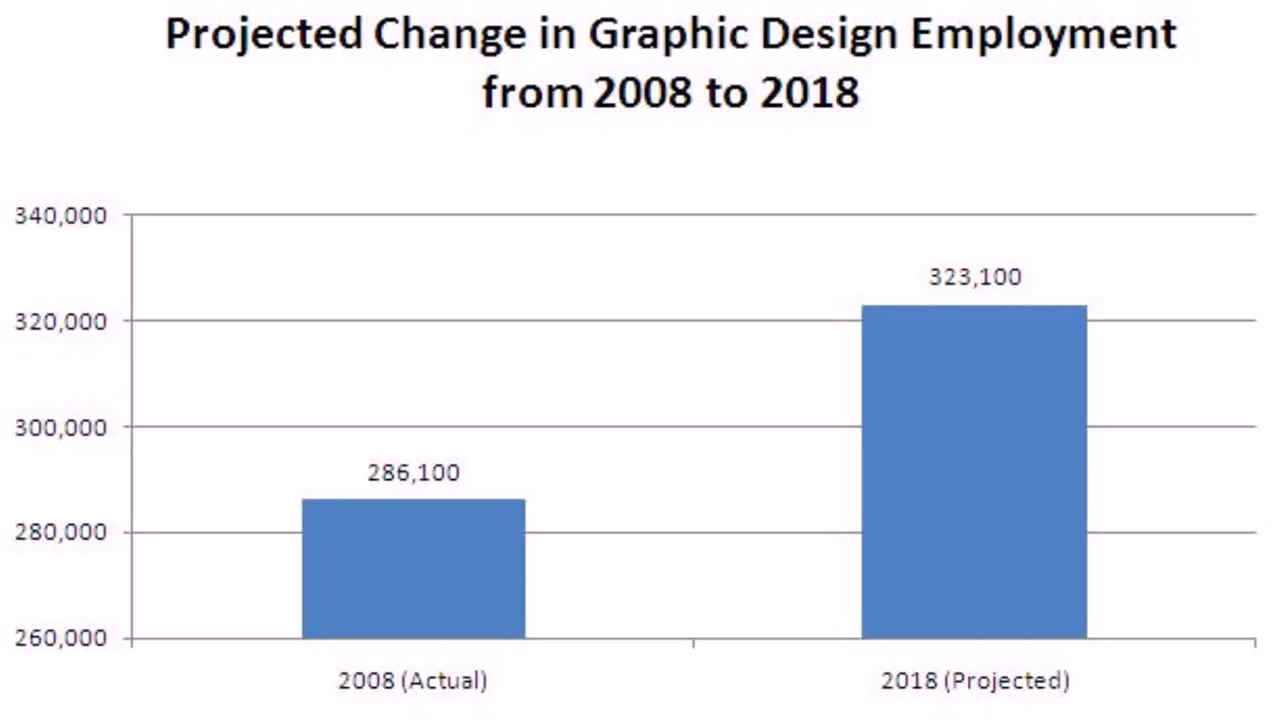 Projected Change in Graphic Design Employment
from 2008 to 2018
340,000
323,100
320,000
300,000
286,100
280,000
260,000
2008 (Actual)
2018 (Projected)